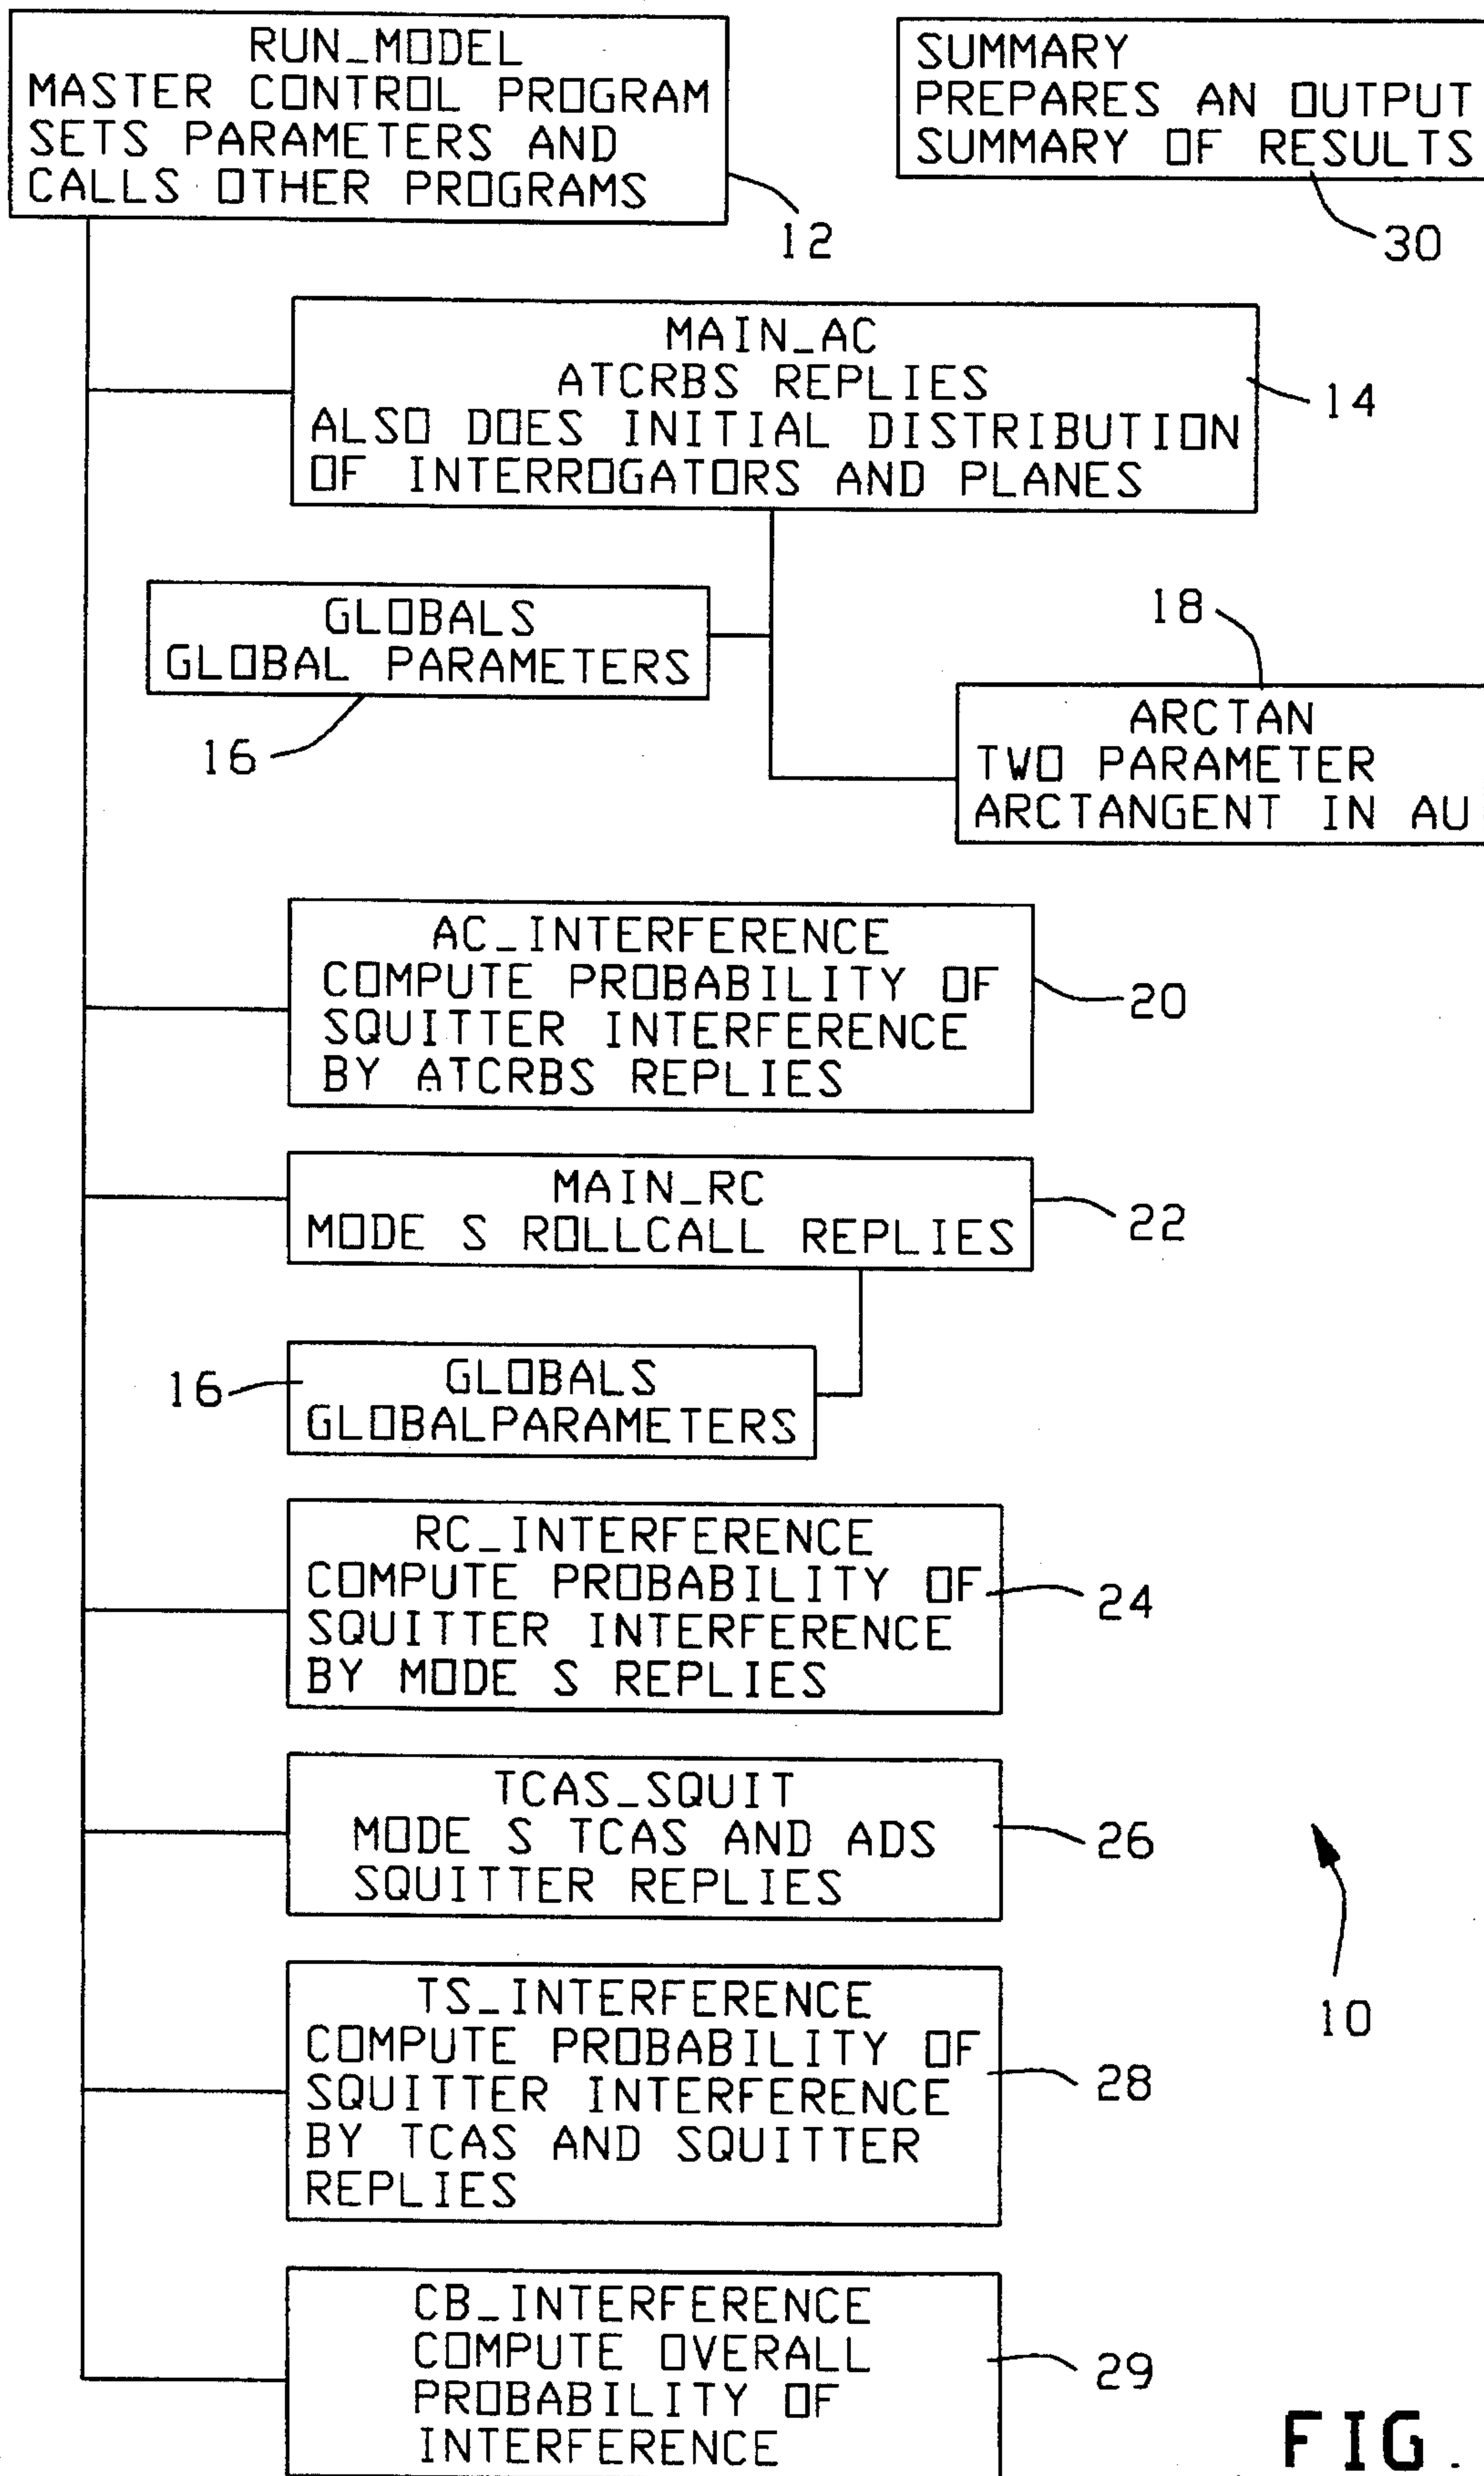 RUN_MODEL
MASTER CONTROL PROGRAM
SETS PARAMETERS AND
CALLS OTHER PROGRAMS
12
SUMMARY
PREPARES AN OUTPUT
SUMMARY OF RESULTS
30
MAIN_AC
ATCRBS REPLIES
ALSO DOES INITIAL DISTRIBUTION
OF INTERROGATORS AND PLANES
14
GLOBALS
GLOBAL PARAMETERS
16
18
ARCTAN
TWO PARAMETER
ARCTANGENT IN AU
AC_INTERFERENCE
COMPUTE PROBABILITY OF
SQUITTER INTERFERENCE
BY ATCRBS REPLIES
20
MAIN_RC
MODE S ROLLCALL REPLIES
22
16
GLOBALS
GLOBALPARAMETERS
RC_INTERFERENCE
COMPUTE PROBABILITY OF
SQUITTER INTERFERENCE
BY MODE S REPLIES
24
TCAS_SQUIT
MODE S TCAS AND ADS
SQUITTER REPLIES
26
10
TS_INTERFERENCE
COMPUTE PROBABILITY OF
SQUITTER INTERFERENCE
BY TCAS AND SQUITTER
REPLIES
28
CB_INTERFERENCE
COMPUTE OVERALL
PROBABILITY OF
INTERFERENCE
29
FIG.